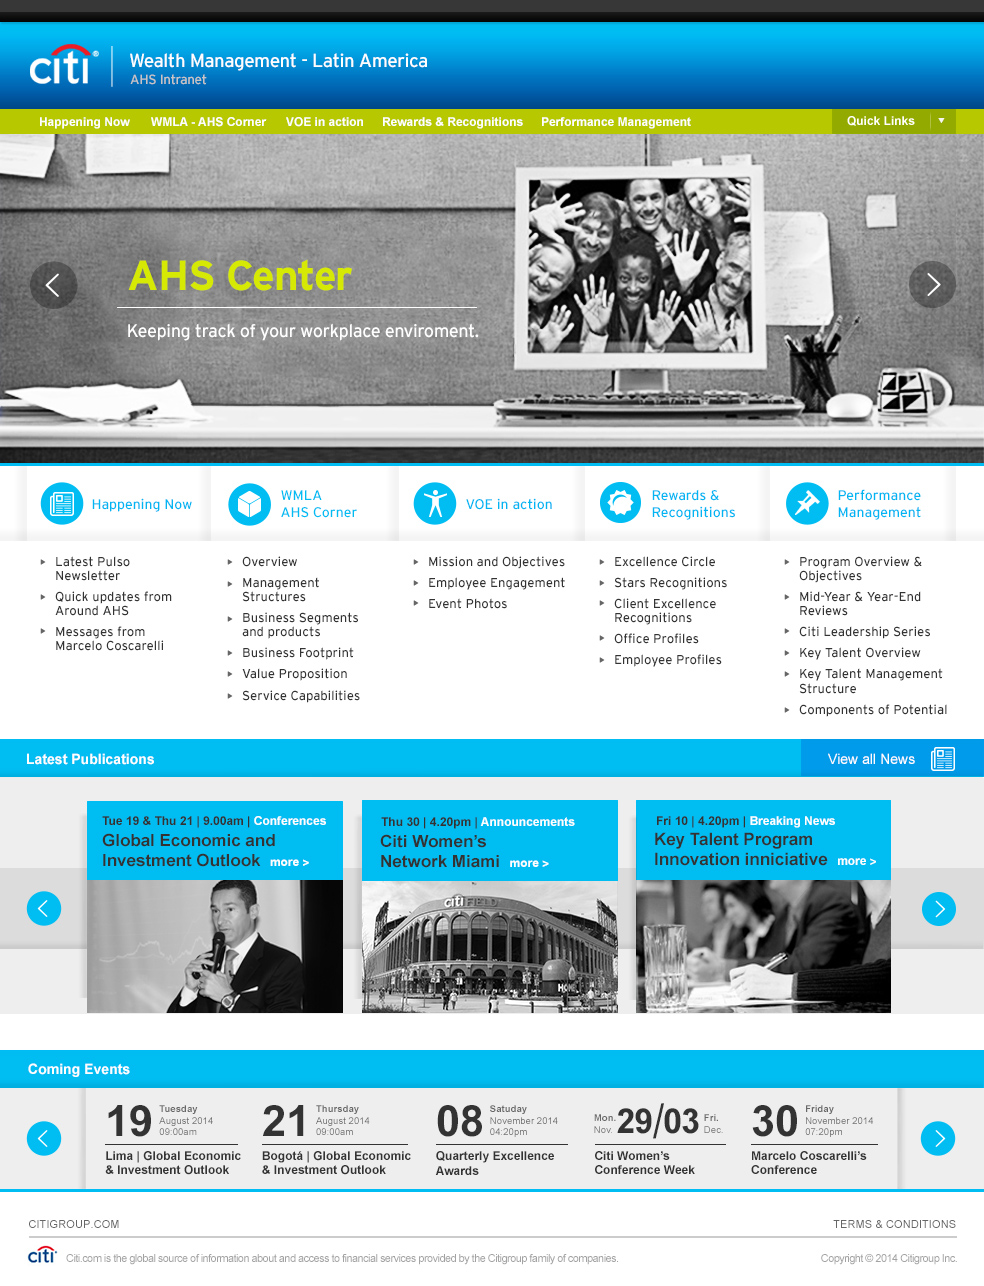 citi®
Wealth Management - Latin America
AHS Intranet
Happening Now
WMLA - AHS Corner
VOE in action
Rewards & Recognitions
Performance Management
Quick Links
AHS Center
Keeping track of your workplace enviroment.
Happening Now
WMLA
AHS Corner
VOE in action
Rewards &
Recognitions
Performance
Management
Latest Pulso
Newsletter
Quick updates from
Around AHS
Messages from
Marcelo Coscarelli
Overview
Management
Structures
Business Segments
and products
Business Footprint
Value Proposition
Service Capabilities
Mission and Objectives
Employee Engagement
Event Photos
Excellence Circle
Stars Recognitions
Client Excellence
Recognitions
Office Profiles
Employee Profiles
Program Overview &
Objectives
Mid-Year & Year-End
Reviews
Citi Leadership Series
Key Talent Overview
Key Talent Management
Structure
Components of Potential
Latest Publications
View all News
Tue 19 & Thu 21 | 9.00am | Conferences
Global Economic and
Investment Outlook more >
Thu 30 | 4.20pm | Announcements
Citi Women's
Network Miami more >
citi FIELD
Fri 10 | 4.20pm | Breaking News
Key Talent Program
Innovation inniciative more >
Coming Events
19
Tuesday
August 2014
09:00am
Lima | Global Economic
& Investment Outlook
21
Thursday
August 2014
09:00am
Bogotá | Global Economic
& Investment Outlook
08
Satuday
November 2014
04:20pm
Quarterly Excellence
Awards
Mon.
Nov.
29/03
Fri.
Dec.
Citi Women's
Conference Week
30
Friday
November 2014
07:20pm
Marcelo Coscarelli's
Conference
CITIGROUP.COM
TERMS & CONDITIONS
citi
Citi.com is the global source of information about and access to financial services provided by the Citigroup family of companies.
Copyright © 2014 Citigroup Inc.